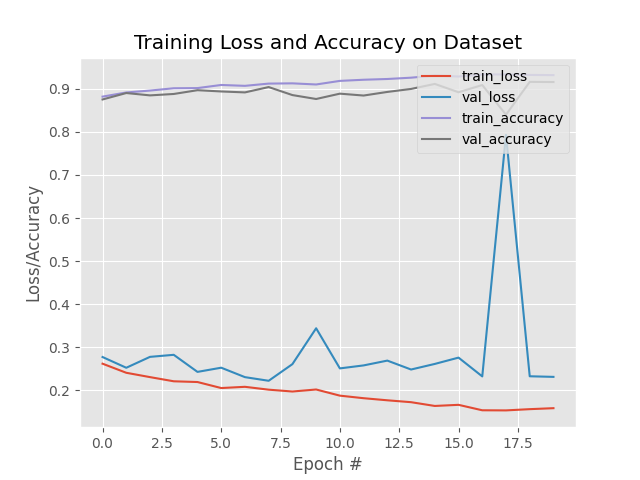 Training Loss and Accuracy on Dataset
train_loss
val_loss
train_accuracy
val_accuracy
0.9
0.8
0.7
0.6
0.5
0.4
0.3
0.2
Loss/Accuracy
0.0 2.5 5.0 7.5 10.0 12.5 15.0 17.5
Epoch #